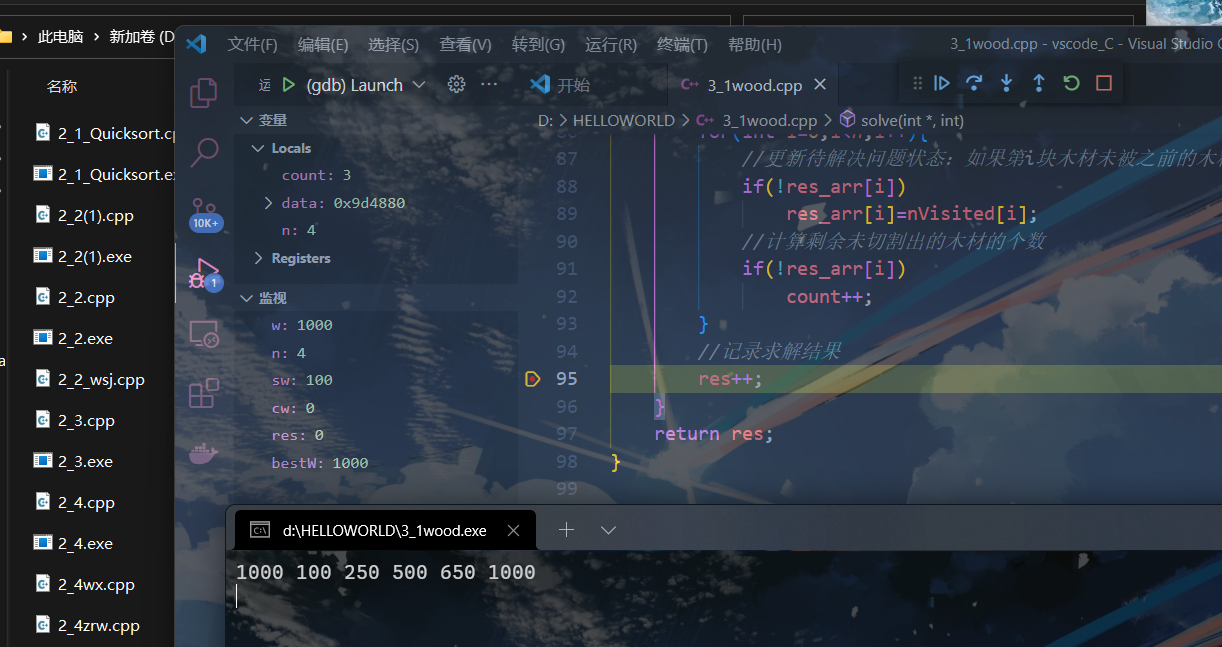 此电脑 > 新加卷 (D
名称
2_1_Quicksort.cp
2_1_Quicksort.ex
2_2(1).cpp
2_2(1).exe
2_2.cpp
2_2.exe
2_2_wsj.cpp
2_3.cpp
2_3.exe
2_4.cpp
2_4.exe
2_4wx.cpp
2_4zrw.cpp
文件(F) 编辑(E) 选择(S) 查看(V) 转到(G) 运行(R) 终端(T) 帮助(H) 3_1wood.cpp - vscode_C - Visual Studio C
运 (gdb) Launch ···
开始 C++ 3_1wood.cpp
10K+
1
变量
Locals
count: 3
data: 0x9d4880
n: 4
Registers
监视
w: 1000
n: 4
sw: 100
cw: 0
res: 0
bestW: 1000
D: > HELLOWORLD > C++ 3_1wood.cpp > solve(int *, int)
87 //更新待解决问题状态: 如果第i块木材未被之前的木
88 if(!res_arr[i])
89 res_arr[i]=nVisited[i];
90 //计算剩余未切割出的木材的个数
91 if(!res_arr[i])
92 count++;
93 }
94 //记录求解结果
95 res++;
96 }
97 return res;
98 }
99
d:\HELLOWORLD\3_1wood.exe
1000 100 250 500 650 1000